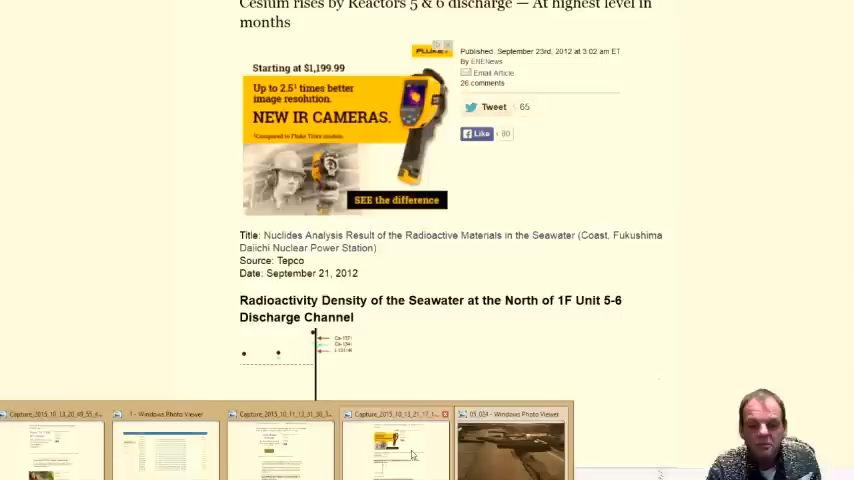 Cesium rises by Reactors 5 & 6 discharge — At highest level in
months
FLUKE
Starting at $1,199.99
Up to 2.5¹ times better
image resolution.
NEW IR CAMERAS.
SEE the difference
Published: September 23rd, 2012 at 3:02 am ET
By ENENews
Email Article
26 comments
Tweet 65
Like 80
Title: Nuclides Analysis Result of the Radioactive Materials in the Seawater (Coast, Fukushima
Daiichi Nuclear Power Station)
Source: Tepco
Date: September 21, 2012
Radioactivity Density of the Seawater at the North of 1F Unit 5-6
Discharge Channel
1 - Windows Photo Viewer
05_034 - Windows Photo Viewer